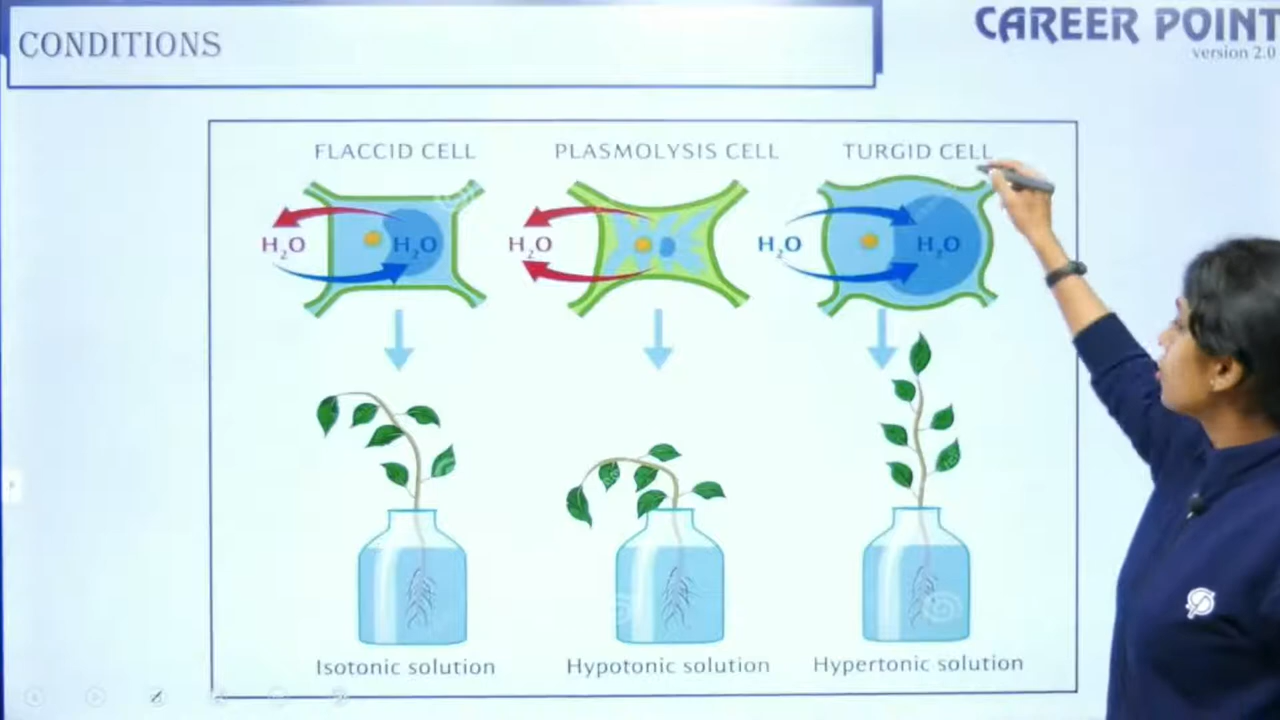 CONDITIONS
CAREER POINT
version 2.0
FLACCID CELL
PLASMOLYSIS CELL
TURGID CELL
H₂O
H₂O
H₂O
H₂O
H₂O
Isotonic solution
Hypotonic solution
Hypertonic solution